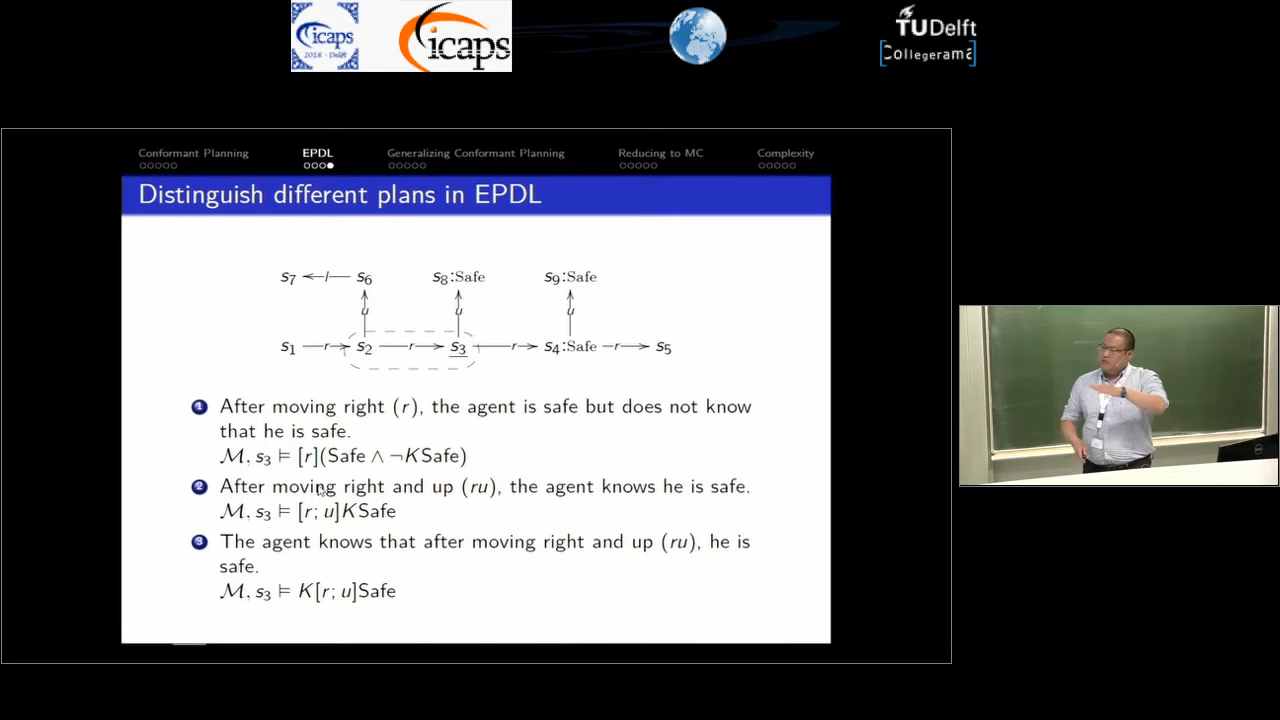 icaps
2018 - Delft
icaps
TUDelft
Collegerama
Conformant Planning EPDL Generalizing Conformant Planning Reducing to MC Complexity
Distinguish different plans in EPDL
s7 l s6 s8:Safe s9:Safe
u u u
s1 r s2 r s3 r s4:Safe r s5
1 After moving right (r), the agent is safe but does not know
that he is safe.
M, s3 ⊨ [r](Safe ∧ ¬KSafe)
2 After moving right and up (ru), the agent knows he is safe.
M, s3 ⊨ [r; u]KSafe
3 The agent knows that after moving right and up (ru), he is
safe.
M, s3 ⊨ K[r; u]Safe